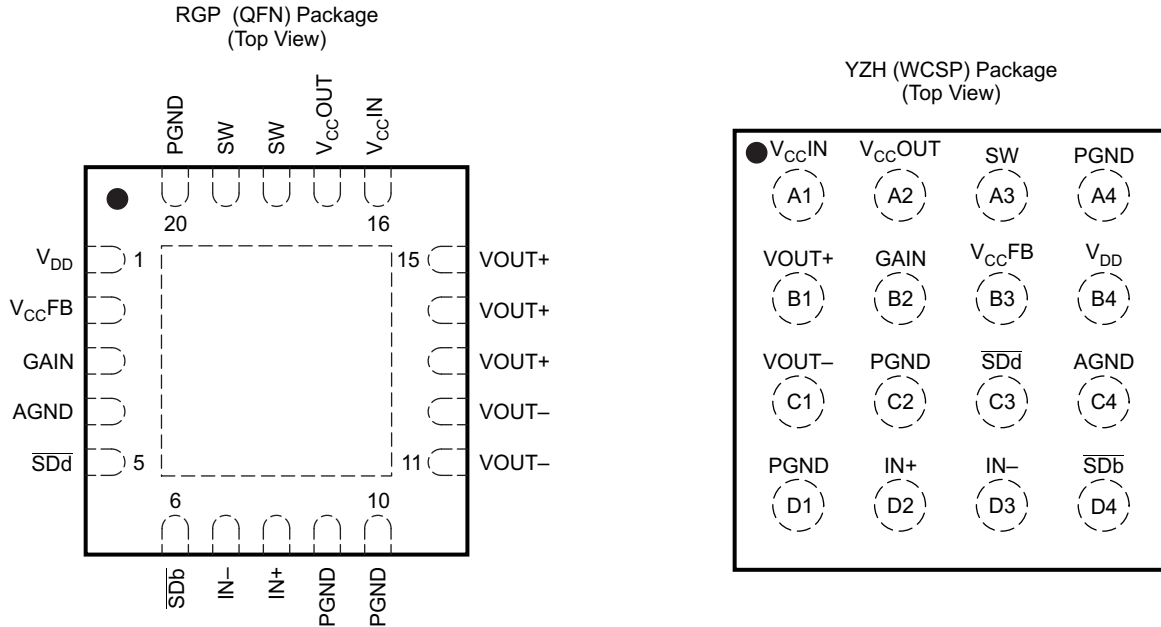 RGP (QFN) Package
(Top View)
PGND
SW
SW
VCCOUT
VCCIN
20
16
VDD
1
15
VOUT+
VCCFB
VOUT+
GAIN
VOUT+
AGND
VOUT–
SDd
5
11
VOUT–
6
10
SDb
IN–
IN+
PGND
PGND
YZH (WCSP) Package
(Top View)
VCCIN
VCCOUT
SW
PGND
A1
A2
A3
A4
VOUT+
GAIN
VCCFB
VDD
B1
B2
B3
B4
VOUT–
PGND
SDd
AGND
C1
C2
C3
C4
PGND
IN+
IN–
SDb
D1
D2
D3
D4